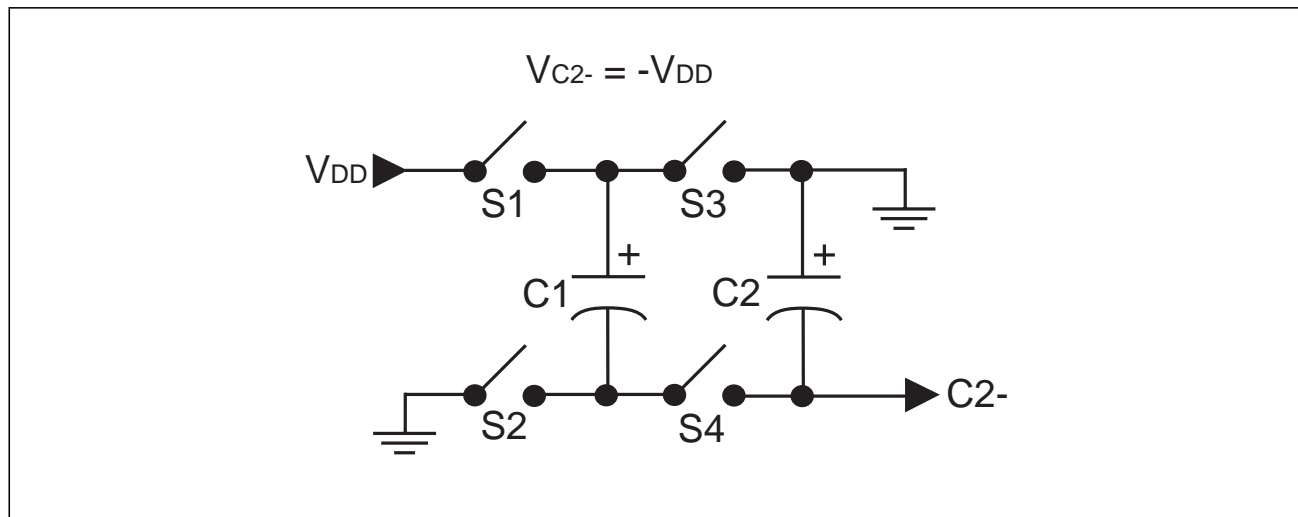 VC2- = -VDD
VDD
S1
S3
+
+
C1
C2
S2
S4
C2-